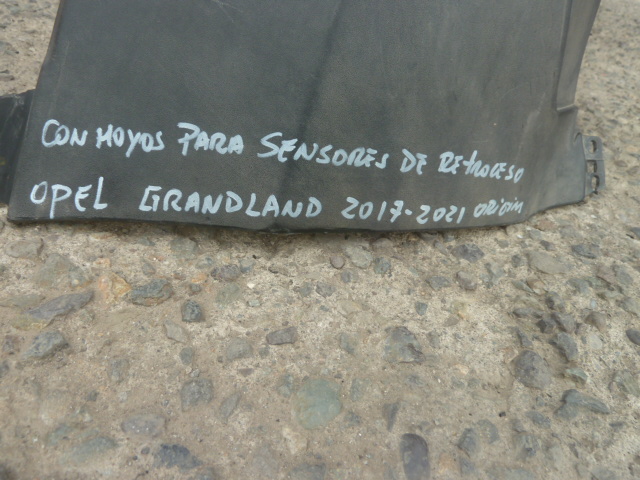 CON HOYOS PARA SENSORES DE RETROCESO
OPEL GRANDLAND 2017-2021